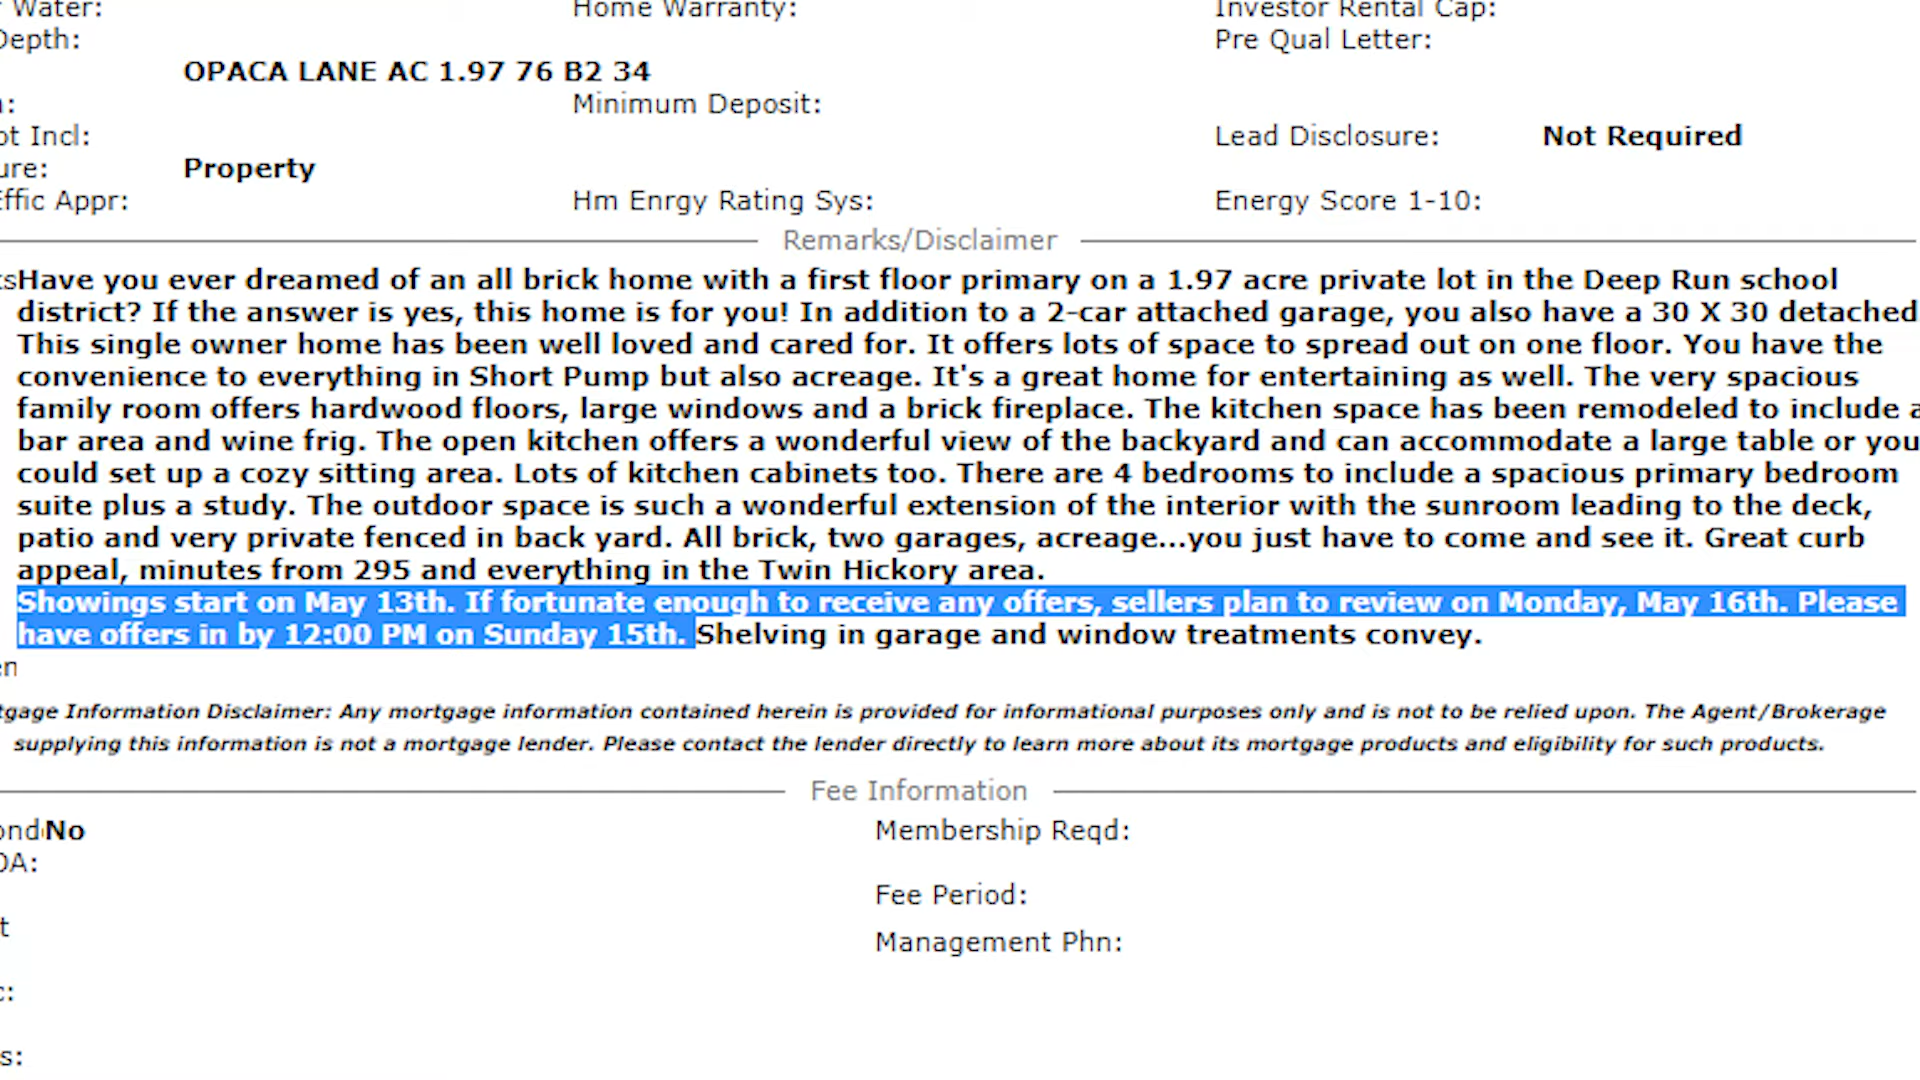 Water:
Home Warranty:
Investor Rental Cap:
Depth:
Pre Qual Letter:
OPACA LANE AC 1.97 76 B2 34
Minimum Deposit:
Incl:
Lead Disclosure: Not Required
Property
Effic Appr:
Hm Enrgy Rating Sys:
Energy Score 1-10:
Remarks/Disclaimer
Have you ever dreamed of an all brick home with a first floor primary on a 1.97 acre private lot in the Deep Run school
district? If the answer is yes, this home is for you! In addition to a 2-car attached garage, you also have a 30 X 30 detached
This single owner home has been well loved and cared for. It offers lots of space to spread out on one floor. You have the
convenience to everything in Short Pump but also acreage. It's a great home for entertaining as well. The very spacious
family room offers hardwood floors, large windows and a brick fireplace. The kitchen space has been remodeled to include a
bar area and wine frig. The open kitchen offers a wonderful view of the backyard and can accommodate a large table or you
could set up a cozy sitting area. Lots of kitchen cabinets too. There are 4 bedrooms to include a spacious primary bedroom
suite plus a study. The outdoor space is such a wonderful extension of the interior with the sunroom leading to the deck,
patio and very private fenced in back yard. All brick, two garages, acreage...you just have to come and see it. Great curb
appeal, minutes from 295 and everything in the Twin Hickory area.
Showings start on May 13th. If fortunate enough to receive any offers, sellers plan to review on Monday, May 16th. Please
have offers in by 12:00 PM on Sunday 15th. Shelving in garage and window treatments convey.
tgage Information Disclaimer: Any mortgage information contained herein is provided for informational purposes only and is not to be relied upon. The Agent/Brokerage
supplying this information is not a mortgage lender. Please contact the lender directly to learn more about its mortgage products and eligibility for such products.
Fee Information
No
Membership Reqd:
Fee Period:
Management Phn: